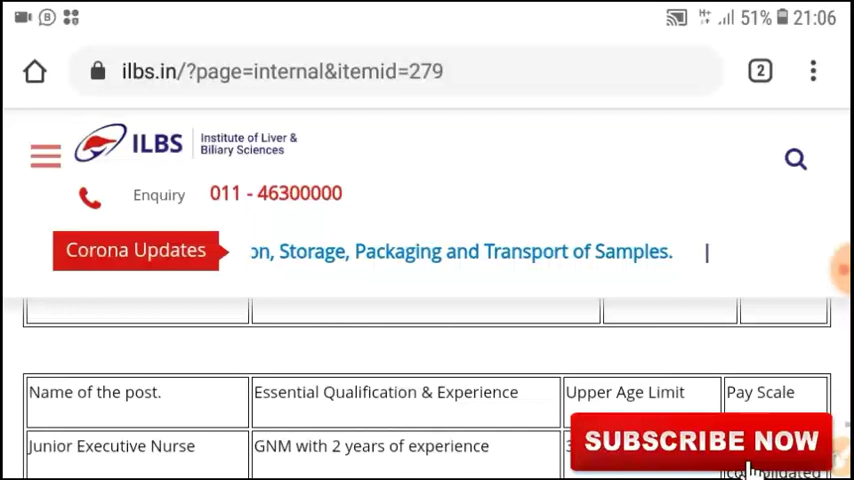 51% 21:06
ilbs.in/?page=internal&itemid=279
2
ILBS Institute of Liver &
Biliary Sciences
Enquiry 011 - 46300000
Corona Updates on, Storage, Packaging and Transport of Samples. |
Name of the post. Essential Qualification & Experience Upper Age Limit Pay Scale
Junior Executive Nurse GNM with 2 years of experience
SUBSCRIBE NOW
consolidated